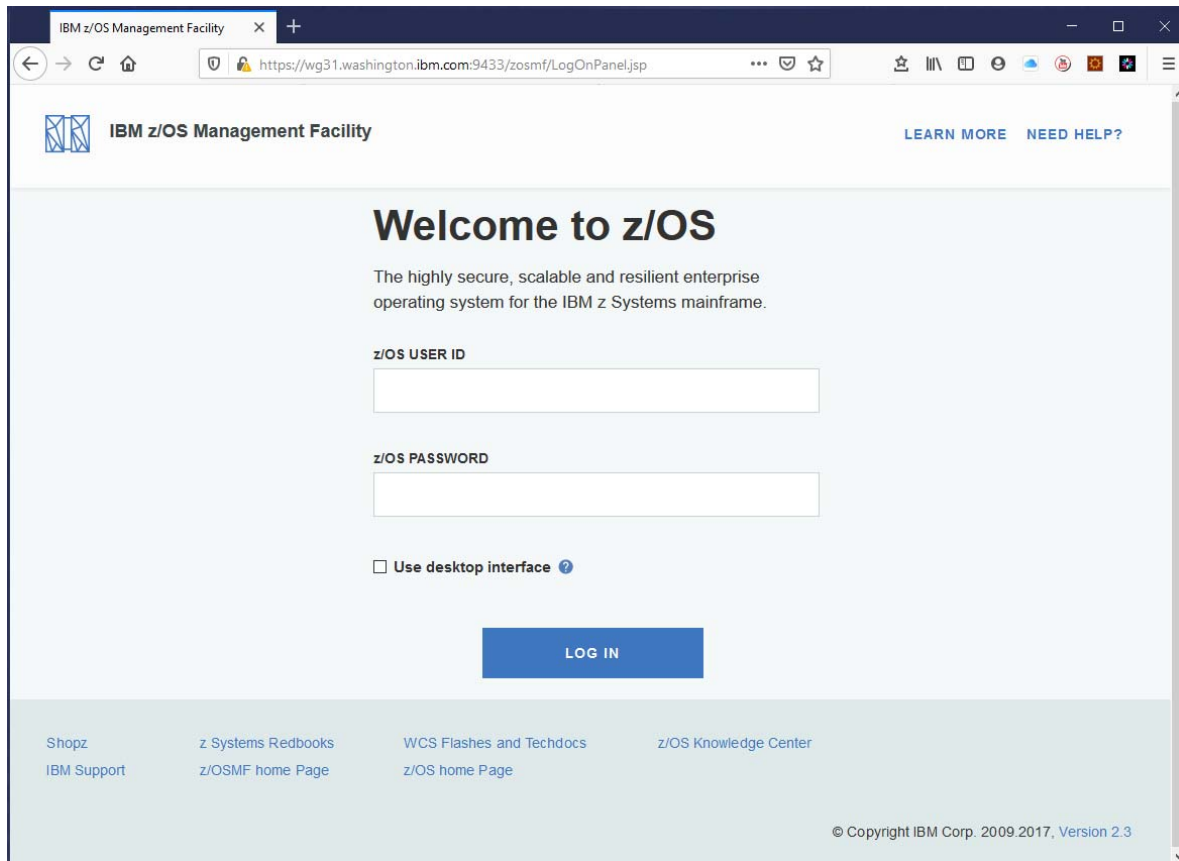 IBM z/OS Management Facility
https://wg31.washington.ibm.com:9433/zosmf/LogOnPanel.jsp
IBM z/OS Management Facility
LEARN MORE NEED HELP?
Welcome to z/OS
The highly secure, scalable and resilient enterprise
operating system for the IBM z Systems mainframe.
z/OS USER ID
z/OS PASSWORD
Use desktop interface ?
LOG IN
Shopz z Systems Redbooks WCS Flashes and Techdocs z/OS Knowledge Center
IBM Support z/OSMF home Page z/OS home Page
© Copyright IBM Corp. 2009.2017, Version 2.3